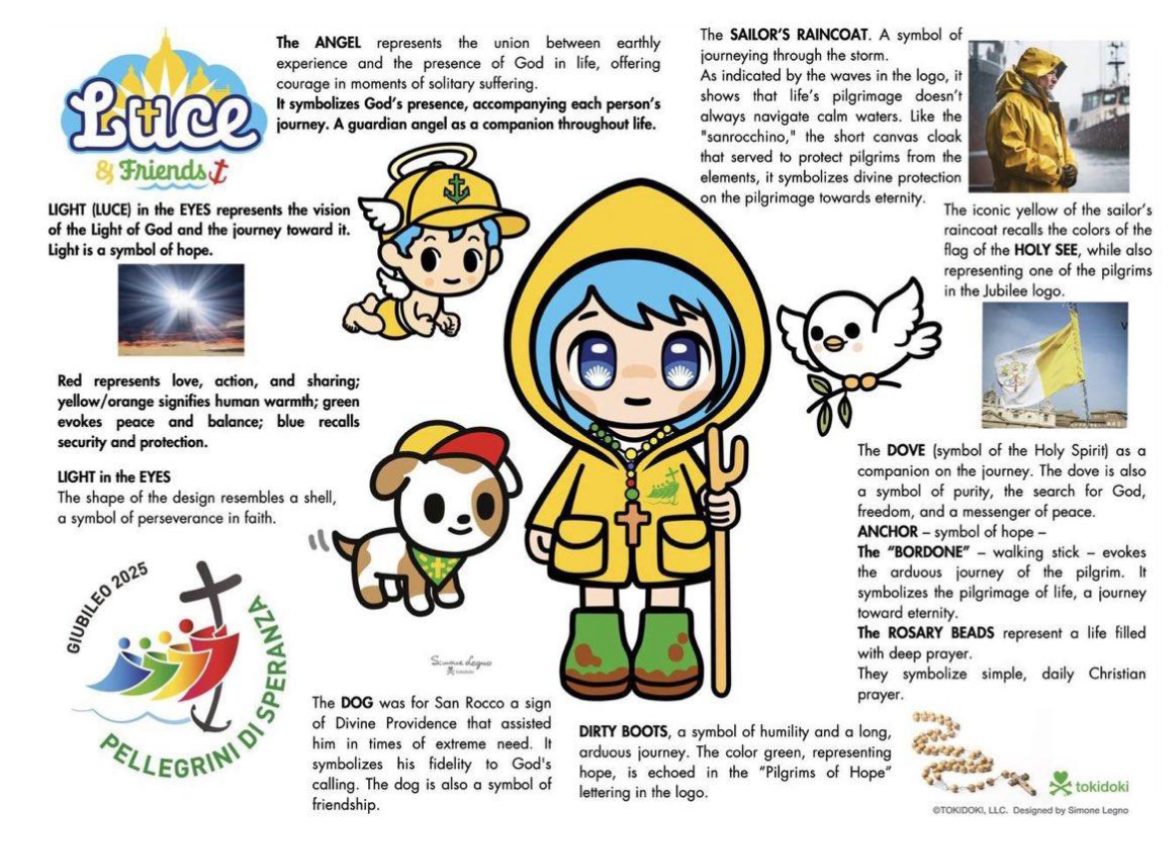 Luce
& Friends
The ANGEL represents the union between earthly
experience and the presence of God in life, offering
courage in moments of solitary suffering.
It symbolizes God's presence, accompanying each person's
journey. A guardian angel as a companion throughout life.
The SAILOR'S RAINCOAT. A symbol of
journeying through the storm.
As indicated by the waves in the logo, it
shows that life's pilgrimage doesn't
always navigate calm waters. Like the
"sanrocchino," the short canvas cloak
that served to protect pilgrims from the
elements, it symbolizes divine protection
on the pilgrimage towards eternity.
The iconic yellow of the sailor's
raincoat recalls the colors of the
flag of the HOLY SEE, while also
representing one of the pilgrims
in the Jubilee logo.
LIGHT (LUCE) in the EYES represents the vision
of the Light of God and the journey toward it.
Light is a symbol of hope.
Red represents love, action, and sharing;
yellow/orange signifies human warmth; green
evokes peace and balance; blue recalls
security and protection.
LIGHT in the EYES
The shape of the design resembles a shell,
a symbol of perseverance in faith.
GIUBILEO 2025
PELLEGRINI DI SPERANZA
The DOVE (symbol of the Holy Spirit) as a
companion on the journey. The dove is also
a symbol of purity, the search for God,
freedom, and a messenger of peace.
ANCHOR – symbol of hope –
The "BORDONE" – walking stick – evokes
the arduous journey of the pilgrim. It
symbolizes the pilgrimage of life, a journey
toward eternity.
The ROSARY BEADS represent a life filled
with deep prayer.
They symbolize simple, daily Christian
prayer.
Simone Legno
tokidoki
The DOG was for San Rocco a sign
of Divine Providence that assisted
him in times of extreme need. It
symbolizes his fidelity to God's
calling. The dog is also a symbol of
friendship.
DIRTY BOOTS, a symbol of humility and a long,
arduous journey. The color green, representing
hope, is echoed in the "Pilgrims of Hope"
lettering in the logo.
tokidoki
©TOKIDOKI, LLC. Designed by Simone Legno